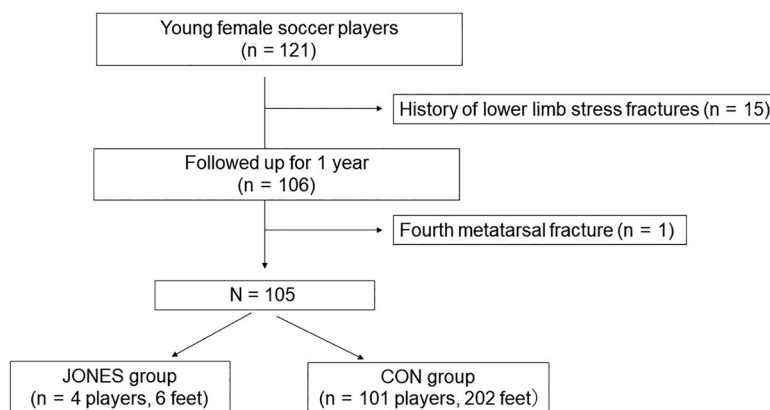 Young female soccer players
(n = 121)
History of lower limb stress fractures (n = 15)
Followed up for 1 year
(n = 106)
Fourth metatarsal fracture (n = 1)
N = 105
JONES group
(n = 4 players, 6 feet)
CON group
(n = 101 players, 202 feet)